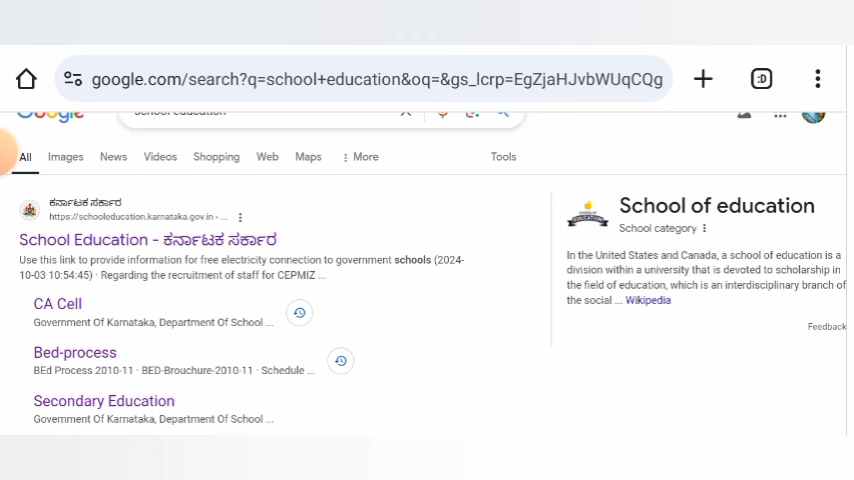 google.com/search?q=school+education&oq=&gs_lcrp=EgZjaHJvbWUqCQg
:D
Google
school education
All Images News Videos Shopping Web Maps More Tools
ಕರ್ನಾಟಕ ಸರ್ಕಾರ
https://schooleducation.karnataka.gov.in › ...
School Education - ಕರ್ನಾಟಕ ಸರ್ಕಾರ
Use this link to provide information for free electricity connection to government schools (2024-
10-03 10:54:45) · Regarding the recruitment of staff for CEPMIZ ...
CA Cell
Government Of Karnataka, Department Of School ...
Bed-process
BEd Process 2010-11 · BED-Brouchure-2010-11 · Schedule ...
Secondary Education
Government Of Karnataka, Department Of School ...
School of education
School category
EDUCATION
In the United States and Canada, a school of education is a
division within a university that is devoted to scholarship in
the field of education, which is an interdisciplinary branch of
the social ... Wikipedia
Feedback